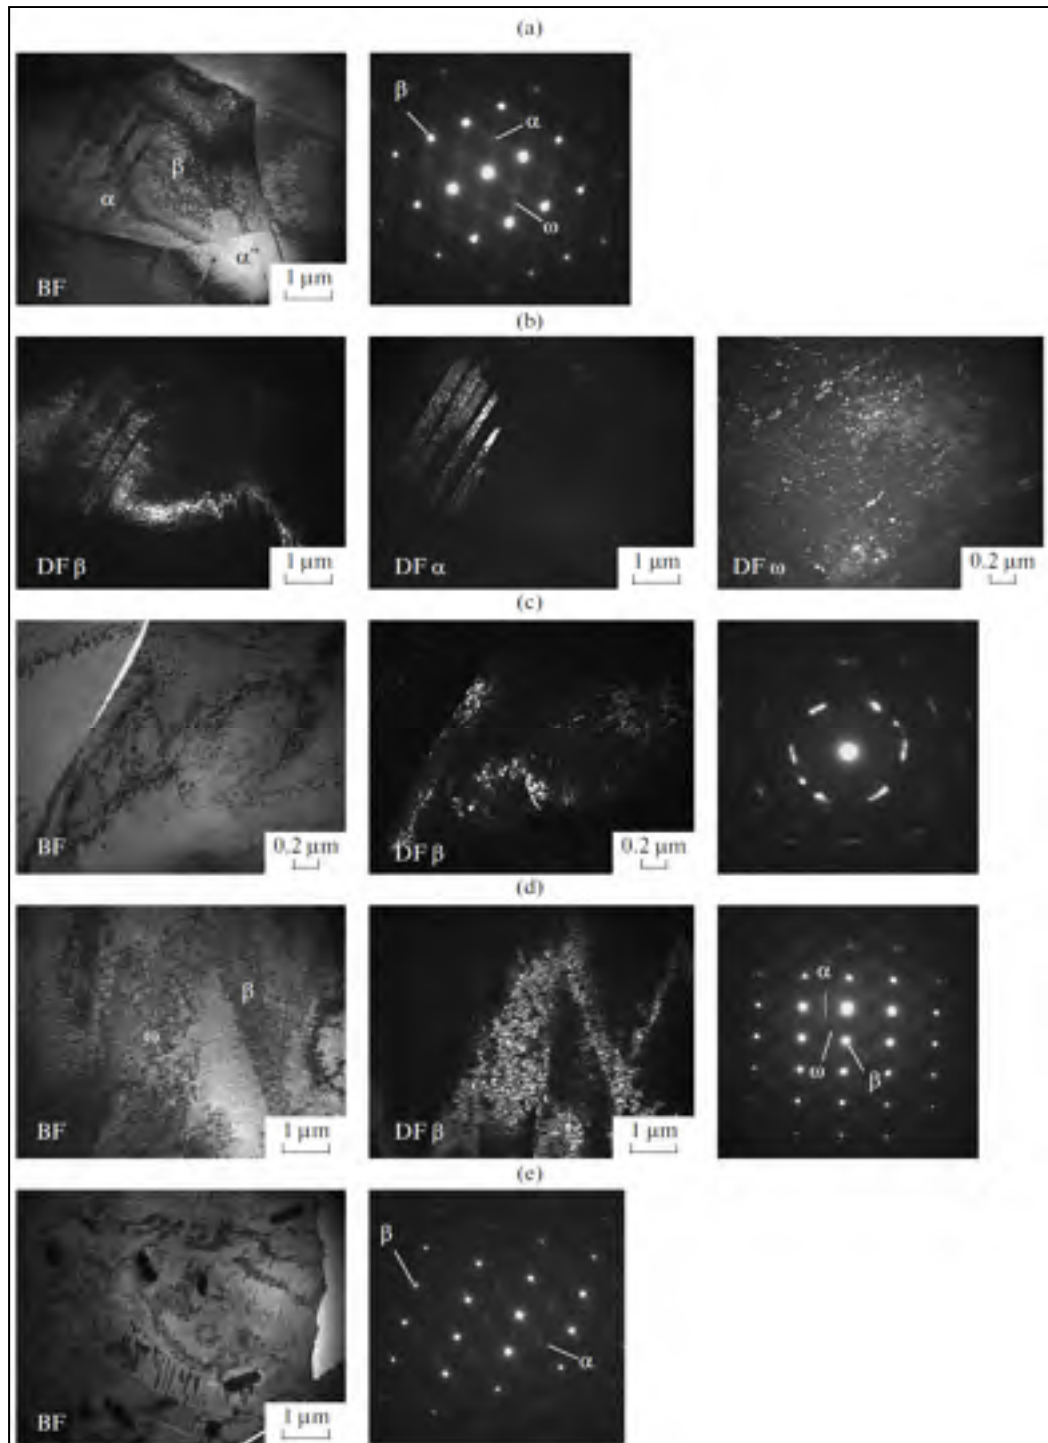 (a)
β
α
β
α
α"
ω
BF
1 μm
(b)
DF β
1 μm
DF α
1 μm
DF ω
0.2 μm
(c)
BF
0.2 μm
DF β
0.2 μm
(d)
β
ω
α
ω
β
BF
1 μm
DF β
1 μm
(e)
β
α
BF
1 μm